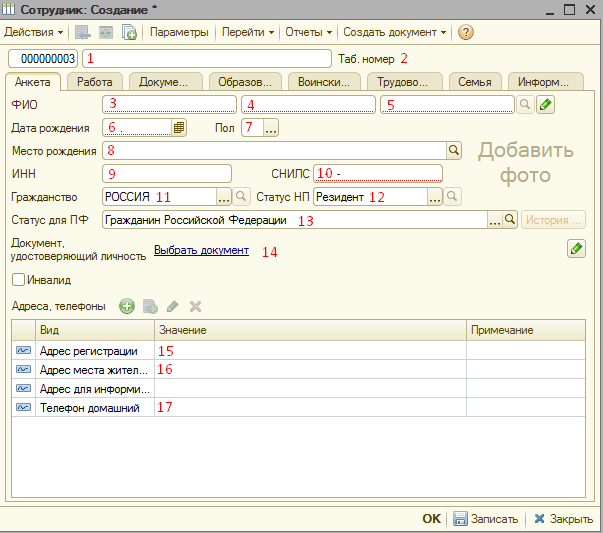 Сотрудник: Создание *
Действия Параметры Перейти Отчеты Создать документ ?
000000003 1 Таб. номер 2
Анкета Работа Докуме... Образов... Воински... Трудово... Семья Информ...
ФИО 3 4 5
Дата рождения 6 . Пол 7 ...
Место рождения 8
ИНН 9 СНИЛС 10 -
Добавить
фото
Гражданство РОССИЯ 11 ... Статус НП Резидент 12 ...
Статус для ПФ Гражданин Российской Федерации 13 ... История ...
Документ,
удостоверяющий личность Выбрать документ 14
Инвалид
Адреса, телефоны
Вид Значение Примечание
Адрес регистрации 15
Адрес места жител... 16
Адрес для информи...
Телефон домашний 17
OK Записать Закрыть